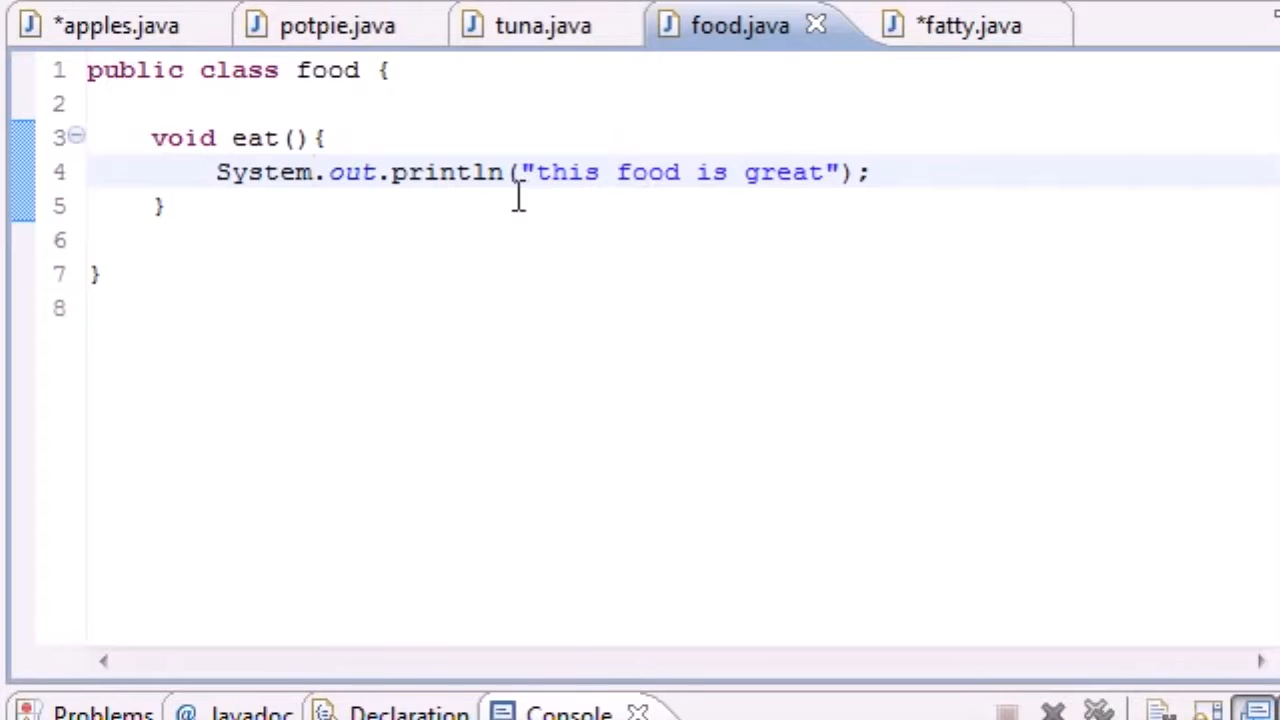 *apples.java potpie.java tuna.java food.java *fatty.java
1 public class food {
2
3 void eat(){
4 System.out.println("this food is great");
5 }
6
7 }
8
Problems @ Javadoc Declaration Console